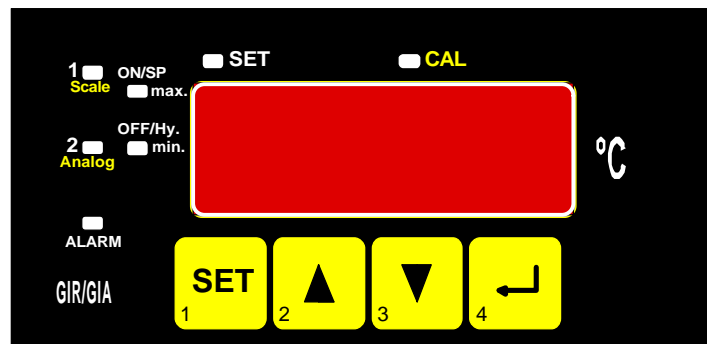 SET CAL
1 ON/SP
Scale max.
OFF/Hy.
2 min.
Analog
°C
ALARM
GIR/GIA
SET
1 2 3 4